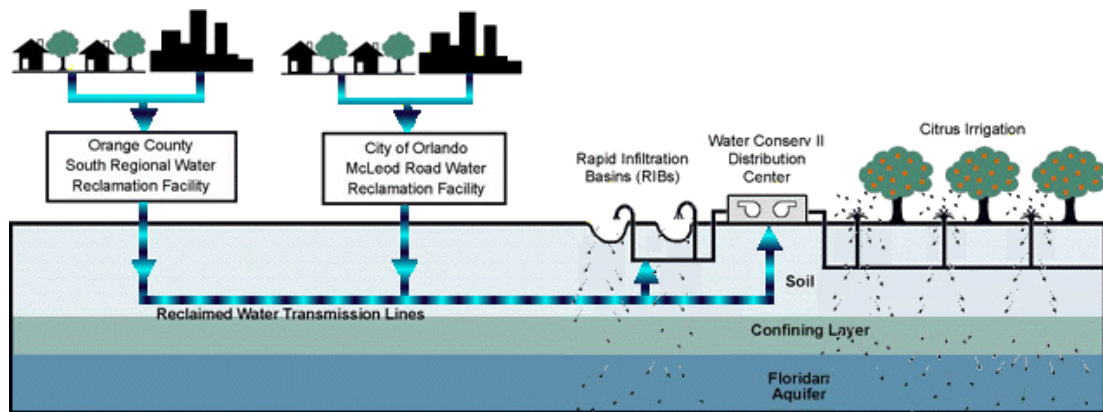 Orange County
South Regional Water
Reclamation Facility
City of Orlando
McLeod Road Water
Reclamation Facility
Rapid Infiltration
Basins (RIBs)
Water Conserv II
Distribution
Center
Citrus Irrigation
Soil
Reclaimed Water Transmission Lines
Confining Layer
Floridan
Aquifer